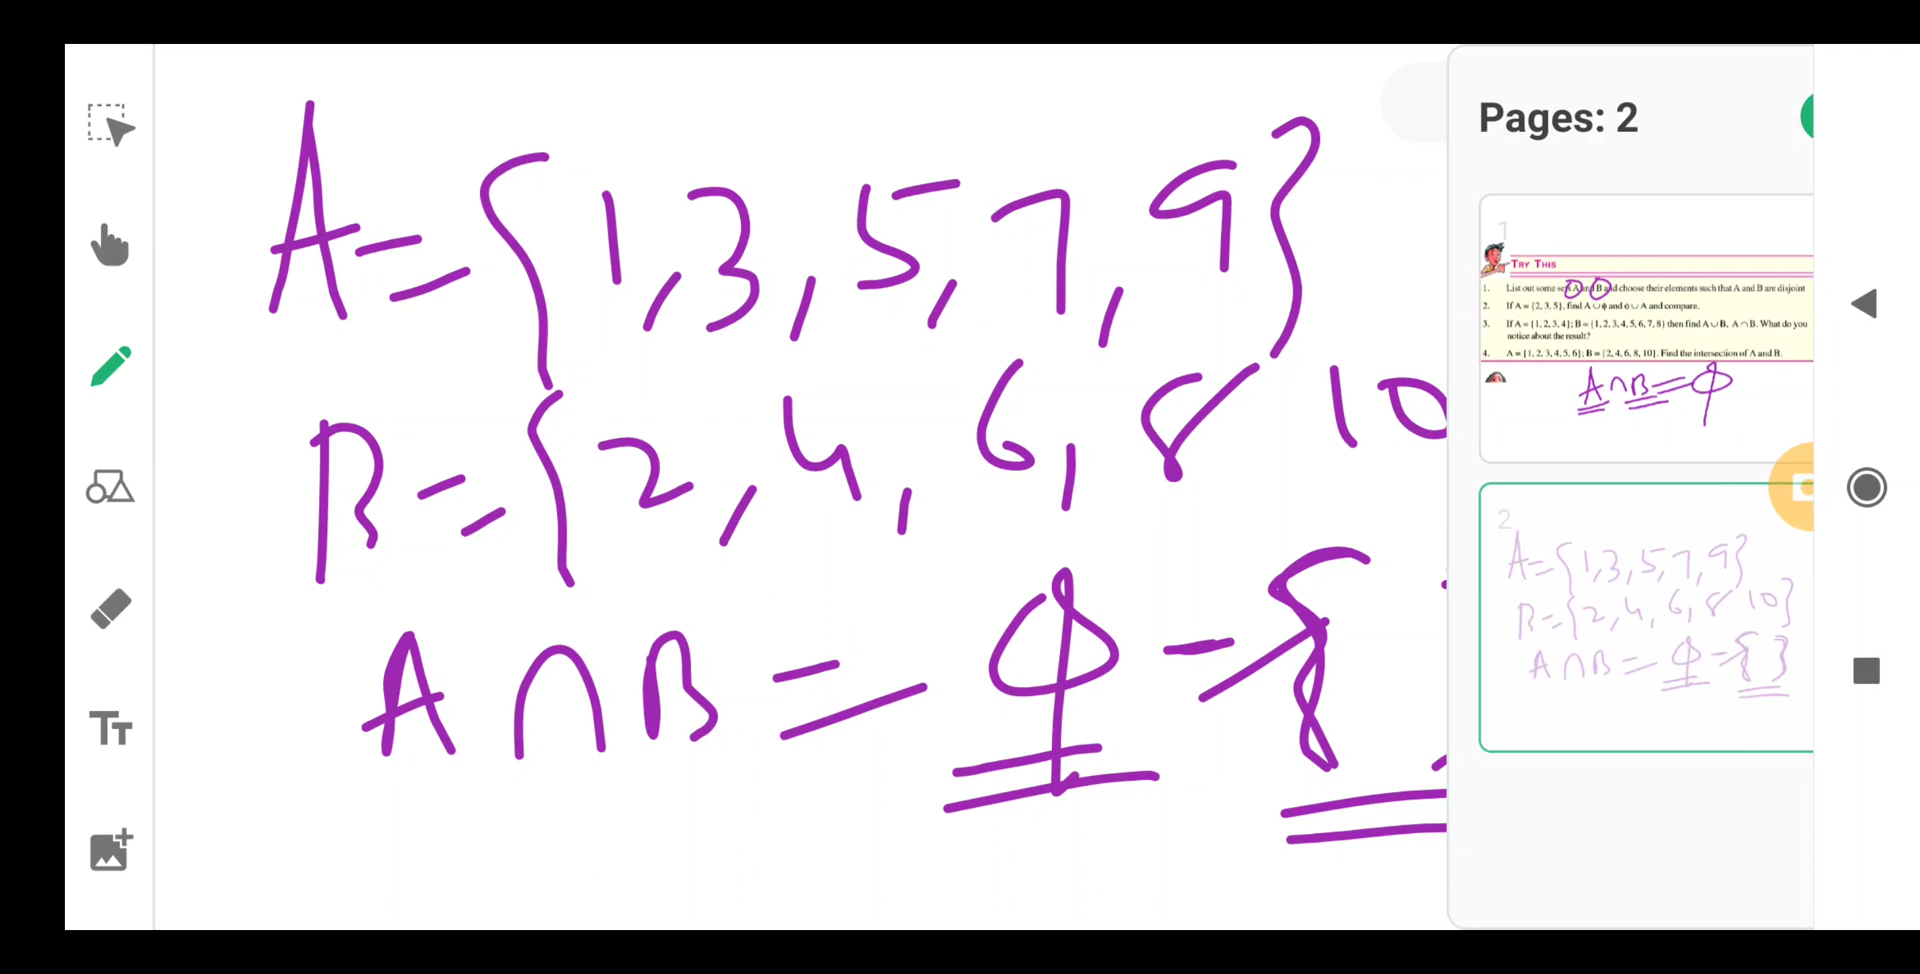 A = {1, 3, 5, 7, 9}
B = {2, 4, 6, 8 10
A ∩ B = ϕ = {
Pages: 2
1
TRY THIS
1. List out some sets A and B and choose their elements such that A and B are disjoint
2. If A = {2, 3, 5}, find A ∪ ϕ and ϕ ∪ A and compare.
3. If A = {1, 2, 3, 4}; B = {1, 2, 3, 4, 5, 6, 7, 8} then find A ∪ B, A ∩ B. What do you
notice about the result?
4. A = {1, 2, 3, 4, 5, 6}; B = {2, 4, 6, 8, 10}. Find the intersection of A and B.
A ∩ B = ϕ
2
A = {1, 3, 5, 7, 9}
B = {2, 4, 6, 8 10}
A ∩ B = ϕ = { }
Tт